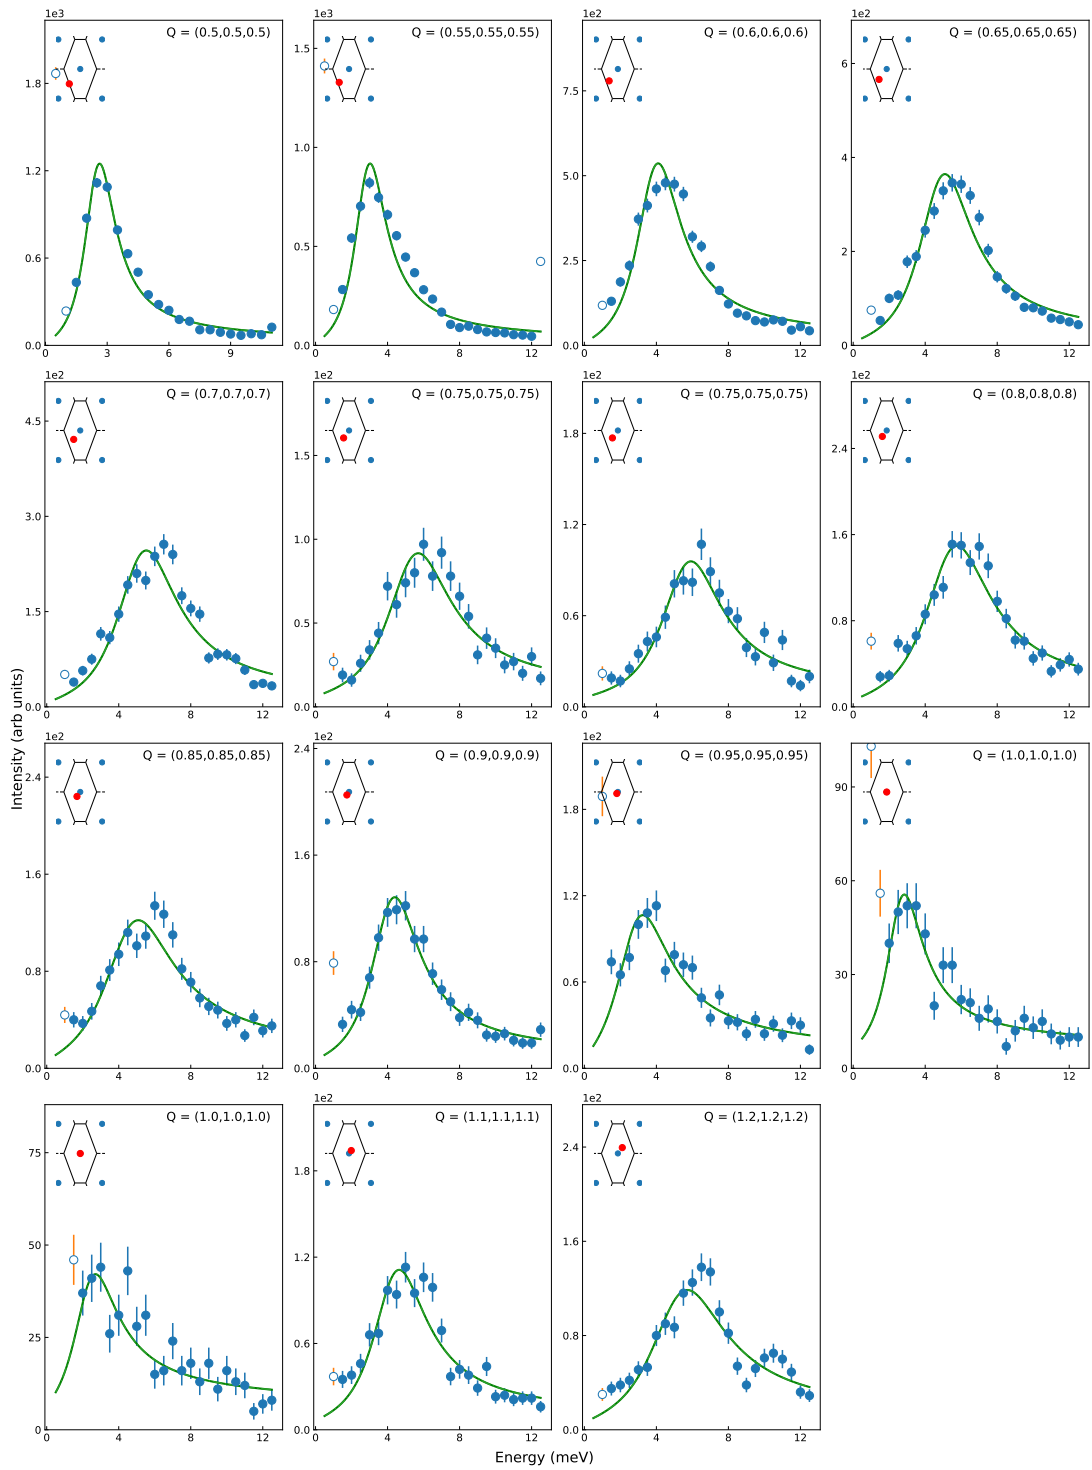 1e3
Q = (0.5,0.5,0.5)
1.8
1.2
0.6
0.0
0 3 6 9
1e3
Q = (0.55,0.55,0.55)
1.5
1.0
0.5
0.0
0 4 8 12
1e2
Q = (0.6,0.6,0.6)
7.5
5.0
2.5
0.0
0 4 8 12
1e2
Q = (0.65,0.65,0.65)
6
4
2
0
0 4 8 12
1e2
Q = (0.7,0.7,0.7)
4.5
3.0
1.5
0.0
0 4 8 12
1e2
Q = (0.75,0.75,0.75)
1.5
1.0
0.5
0.0
0 4 8 12
1e2
Q = (0.75,0.75,0.75)
1.8
1.2
0.6
0.0
0 4 8 12
1e2
Q = (0.8,0.8,0.8)
2.4
1.6
0.8
0.0
0 4 8 12
Intensity (arb units)
1e2
Q = (0.85,0.85,0.85)
2.4
1.6
0.8
0.0
0 4 8 12
1e2
Q = (0.9,0.9,0.9)
2.4
1.6
0.8
0.0
0 4 8 12
1e2
Q = (0.95,0.95,0.95)
1.8
1.2
0.6
0.0
0 4 8 12
Q = (1.0,1.0,1.0)
90
60
30
0
0 4 8 12
Q = (1.0,1.0,1.0)
75
50
25
0
0 4 8 12
1e2
Q = (1.1,1.1,1.1)
1.8
1.2
0.6
0.0
0 4 8 12
1e2
Q = (1.2,1.2,1.2)
2.4
1.6
0.8
0.0
0 4 8 12
Energy (meV)